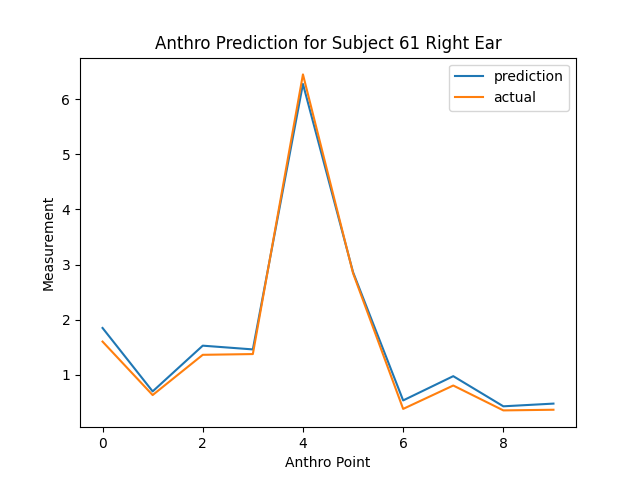 Anthro Prediction for Subject 61 Right Ear
prediction
actual
6
5
4
3
2
1
Measurement
0
2
4
6
8
Anthro Point